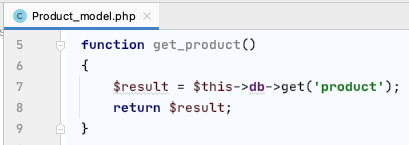 Product_model.php
5 function get_product()
6 {
7 $result = $this->db->get('product');
8 return $result;
9 }